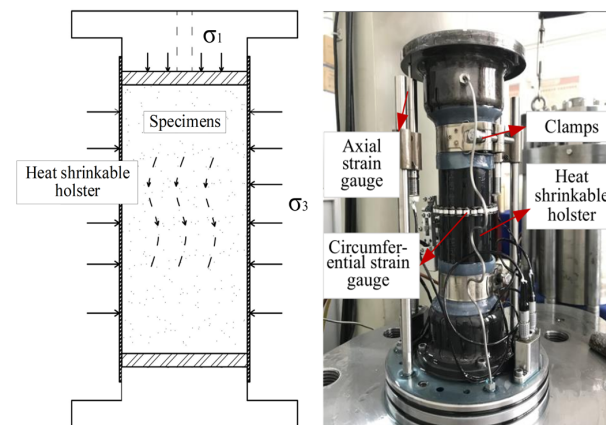 σ1
Specimens
Heat shrinkable
holster
σ3
Axial
strain
gauge
Clamps
Heat
shrinkable
holster
Circumfer-
ential strain
gauge